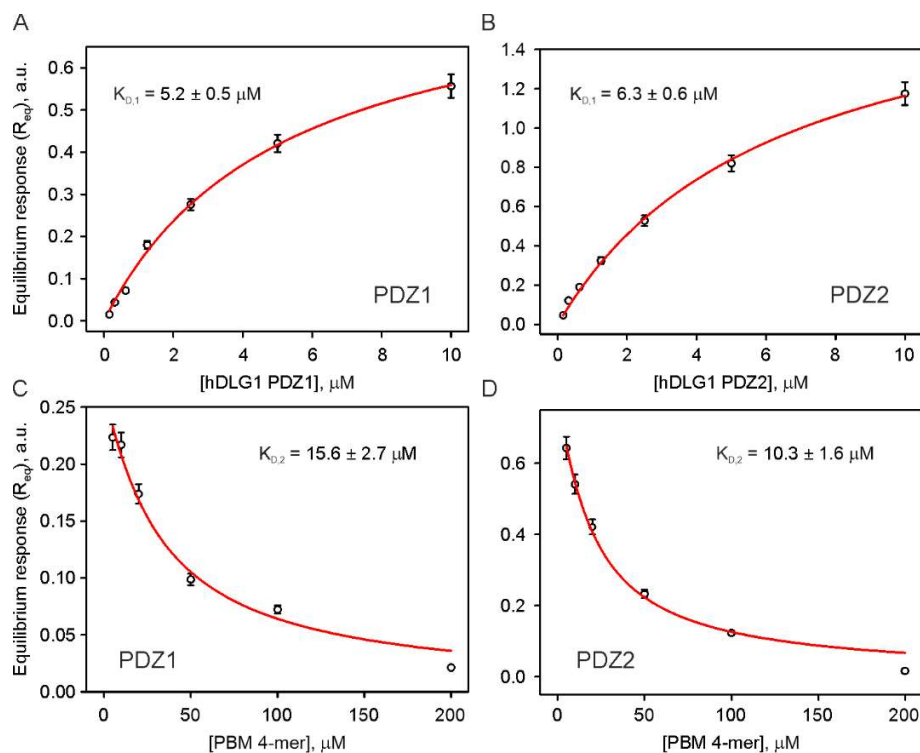 A
B
Equilibrium response (Req), a.u.
0.6
0.5
0.4
0.3
0.2
0.1
0.0
KD,1 = 5.2 ± 0.5 μM
PDZ1
0 2 4 6 8 10
[hDLG1 PDZ1], μM
1.4
1.2
1.0
0.8
0.6
0.4
0.2
0.0
KD,1 = 6.3 ± 0.6 μM
PDZ2
0 2 4 6 8 10
[hDLG1 PDZ2], μM
C
D
Equilibrium response (Req), a.u.
0.25
0.20
0.15
0.10
0.05
0.00
KD,2 = 15.6 ± 2.7 μM
PDZ1
0 50 100 150 200
[PBM 4-mer], μM
0.6
0.4
0.2
0.0
KD,2 = 10.3 ± 1.6 μM
PDZ2
0 50 100 150 200
[PBM 4-mer], μM